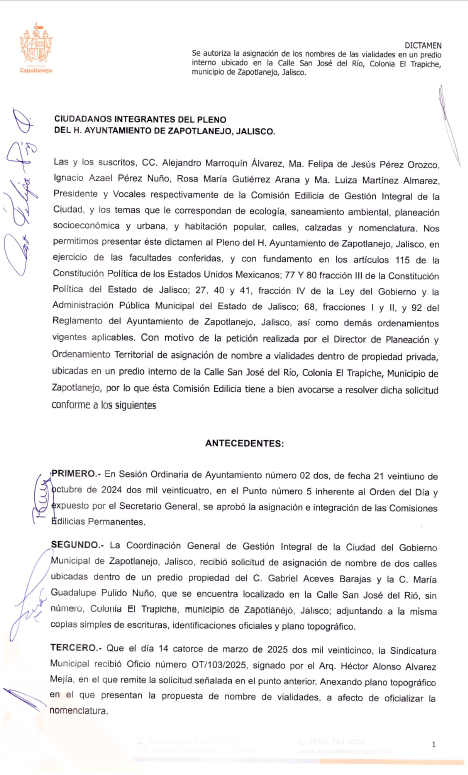 Zapotlanejo
DICTAMEN
Se autoriza la asignación de los nombres de las vialidades en un predio
interno ubicado en la Calle San José del Río, Colonia El Trapiche,
municipio de Zapotlanejo, Jalisco.
CIUDADANOS INTEGRANTES DEL PLENO
DEL H. AYUNTAMIENTO DE ZAPOTLANEJO, JALISCO.
Las y los suscritos, CC. Alejandro Marroquín Álvarez, Ma. Felipa de Jesús Pérez Orozco,
Ignacio Azael Pérez Nuño, Rosa María Gutiérrez Arana y Ma. Luiza Martínez Almarez,
Presidente y Vocales respectivamente de la Comisión Edilicia de Gestión Integral de la
Ciudad, y los temas que le correspondan de ecología, saneamiento ambiental, planeación
socioeconómica y urbana, y habitación popular, calles, calzadas y nomenclatura. Nos
permitimos presentar éste dictamen al Pleno del H. Ayuntamiento de Zapotlanejo, Jalisco, en
ejercicio de las facultades conferidas, y con fundamento en los artículos 115 de la
Constitución Política de los Estados Unidos Mexicanos; 77 Y 80 fracción III de la Constitución
Política del Estado de Jalisco; 27, 40 y 41, fracción IV de la Ley del Gobierno y la
Administración Pública Municipal del Estado de Jalisco; 68, fracciones I y II, y 92 del
Reglamento del Ayuntamiento de Zapotlanejo, Jalisco, así como demás ordenamientos
vigentes aplicables. Con motivo de la petición realizada por el Director de Planeación y
Ordenamiento Territorial de asignación de nombre a vialidades dentro de propiedad privada,
ubicadas en un predio interno de la Calle San José del Río, Colonia El Trapiche, Municipio de
Zapotlanejo, por lo que ésta Comisión Edilicia tiene a bien avocarse a resolver dicha solicitud
conforme a los siguientes
ANTECEDENTES:
PRIMERO.- En Sesión Ordinaria de Ayuntamiento número 02 dos, de fecha 21 veintiuno de
octubre de 2024 dos mil veinticuatro, en el Punto número 5 inherente al Orden del Día y
expuesto por el Secretario General, se aprobó la asignación e integración de las Comisiones
Edilicias Permanentes.
SEGUNDO.- La Coordinación General de Gestión Integral de la Ciudad del Gobierno
Municipal de Zapotlanejo, Jalisco, recibió solicitud de asignación de nombre de dos calles
ubicadas dentro de un predio propiedad del C. Gabriel Aceves Barajas y la C. María
Guadalupe Pulido Nuño, que se encuentra localizado en la Calle San José del Rió, sin
número, Colonia El Trapiche, municipio de Zapotlanejo, Jalisco; adjuntando a la misma
copias simples de escrituras, identificaciones oficiales y plano topográfico.
TERCERO.- Que el día 14 catorce de marzo de 2025 dos mil veinticinco, la Sindicatura
Municipal recibió Oficio número OT/103/2025, signado por el Arq. Héctor Alonso Alvarez
Mejía, en el que remite la solicitud señalada en el punto anterior. Anexando plano topográfico
en el que presentan la propuesta de nombre de vialidades, a afecto de oficializar la
nomenclatura.
1